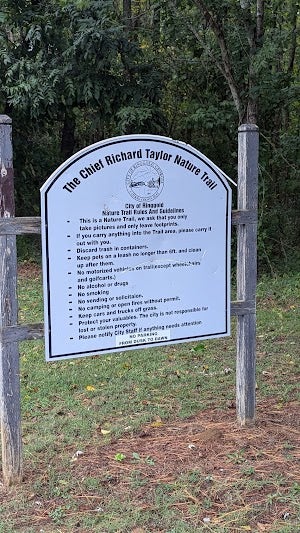 The Chief Richard Taylor Nature Trail
City of Ringgold
Nature Trail Rules And Guidelines
- This is a Nature Trail, we ask that you only
take pictures and only leave footprints.
- If you carry anything into the Trail area, please carry it
out with you.
- Discard trash in containers.
- Keep pets on a leash no longer than 6ft. and clean
up after them.
- No motorized vehicles on trail(except wheelchairs
and golfcarts.)
- No alcohol or drugs
- No smoking
- No vending or solicitaion.
- No camping or open fires without permit.
- Keep cars and trucks off grass.
- Protect your valuables. The city is not responsible for
lost or stolen property.
- Please notify City Staff if anything needs attention
NO PARKING
FROM DUSK TO DAWN